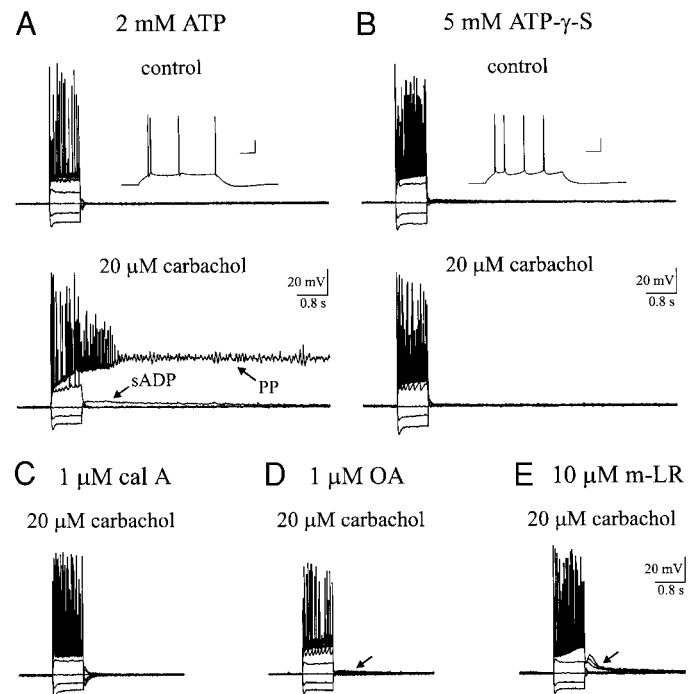 A 2 mM ATP
control
20 μM carbachol
20 mV
0.8 s
sADP
PP
B 5 mM ATP-γ-S
control
20 μM carbachol
20 mV
0.8 s
C 1 μM cal A
20 μM carbachol
D 1 μM OA
20 μM carbachol
E 10 μM m-LR
20 μM carbachol
20 mV
0.8 s